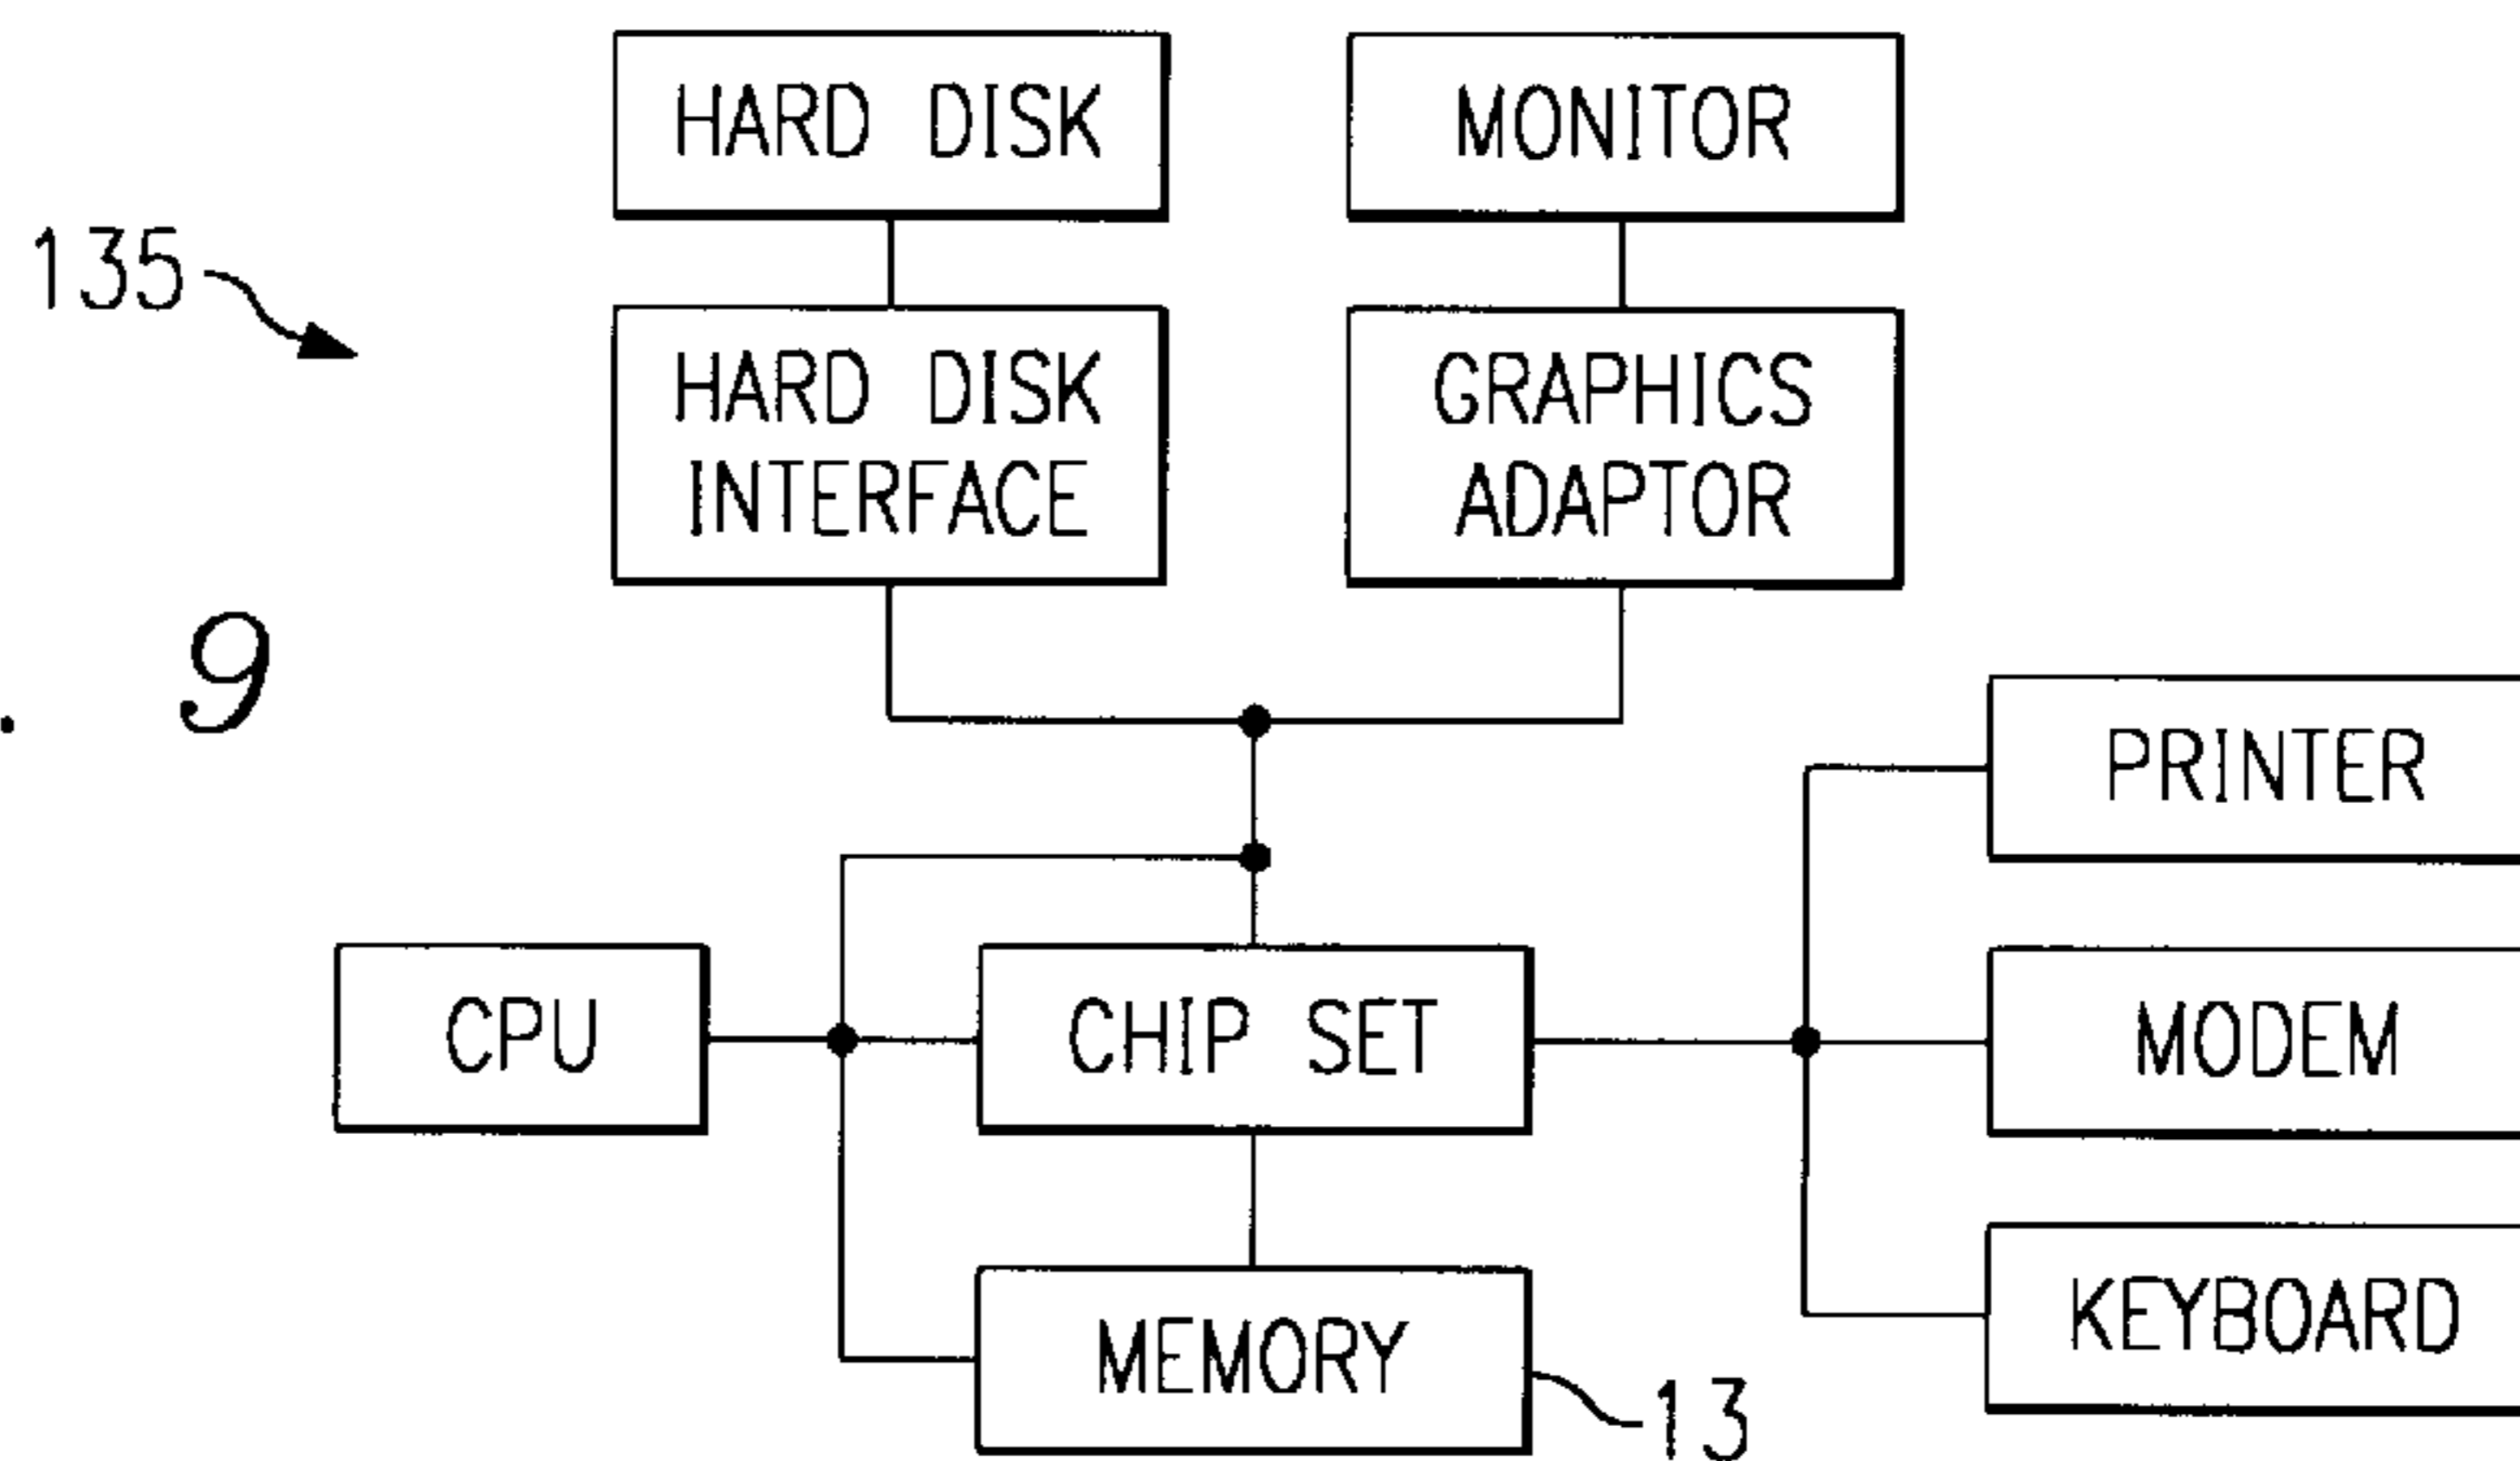 HARD DISK
MONITOR
135
HARD DISK
INTERFACE
GRAPHICS
ADAPTOR
. 9
PRINTER
CPU
CHIP SET
MODEM
MEMORY
KEYBOARD
13